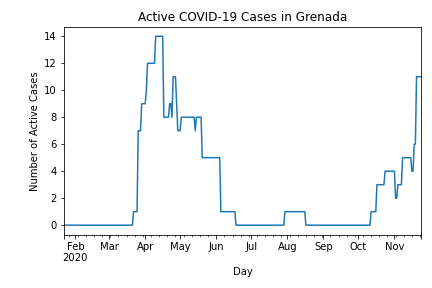 Active COVID-19 Cases in Grenada
Number of Active Cases
14
12
10
8
6
4
2
0
Feb Mar Apr May Jun Jul Aug Sep Oct Nov
2020
Day